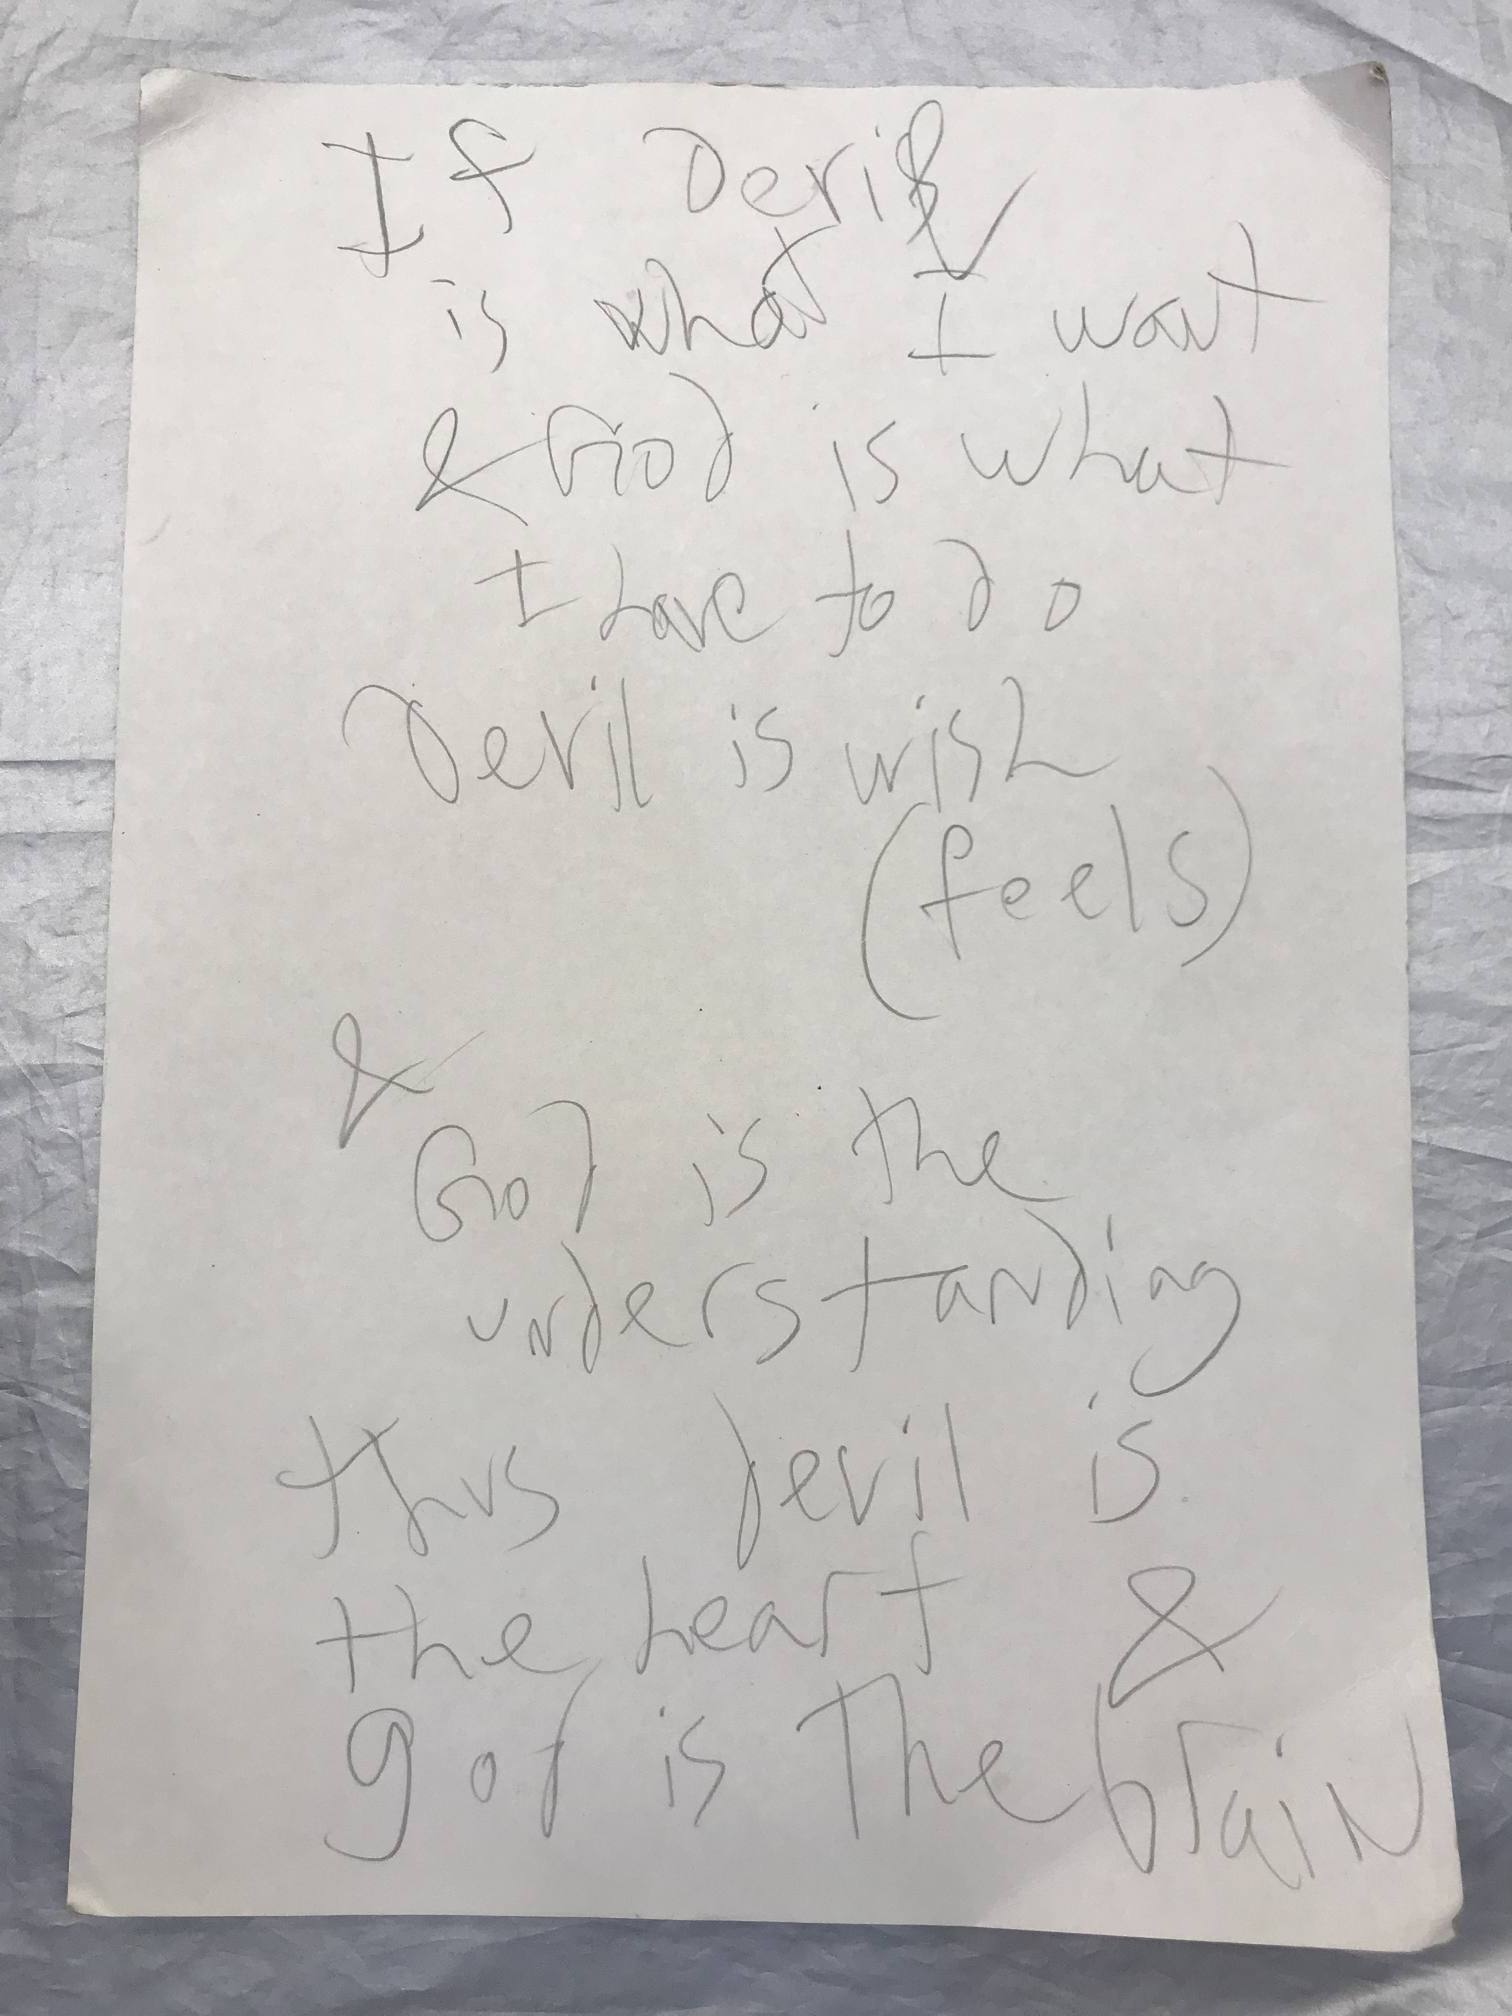 If Devil
is what I want
& God is what
I have to do
Devil is wish
(feels)
&
God is the
understanding
thus devil is
the heart &
god is the brain